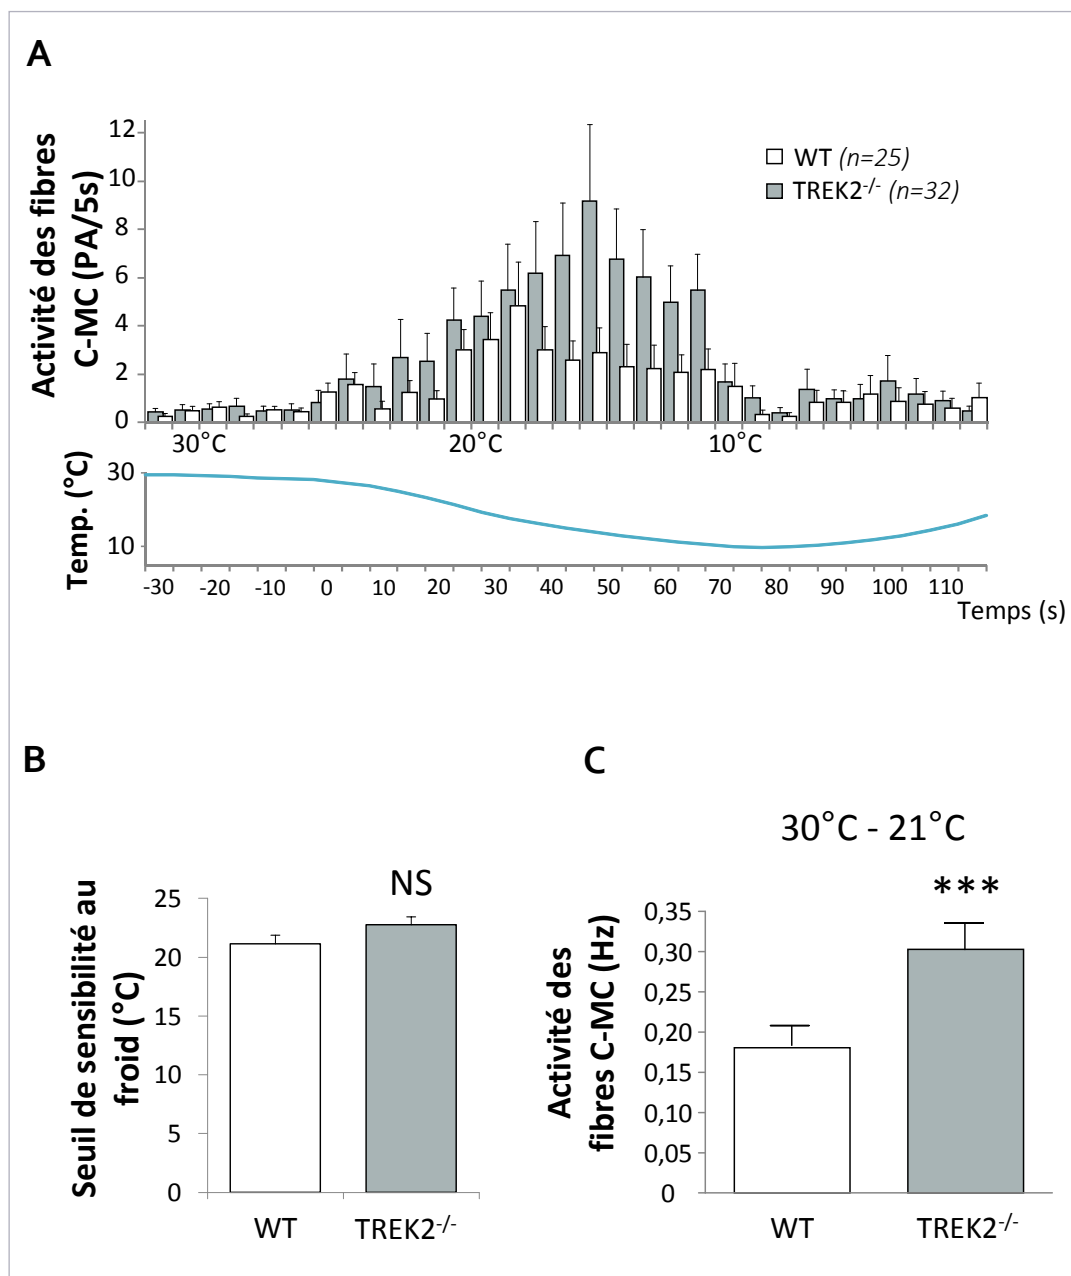 A
Activité des fibres
C-MC (PA/5s)
12
10
8
6
4
2
0
WT (n=25)
TREK2-/- (n=32)
30°C
20°C
10°C
Temp. (°C)
30
10
-30 -20 -10 0 10 20 30 40 50 60 70 80 90 100 110
Temps (s)
B
Seuil de sensibilité au
froid (°C)
25
20
15
10
5
0
NS
WT
TREK2-/-
C
30°C - 21°C
Activité des
fibres C-MC (Hz)
0,35
0,30
0,25
0,20
0,15
0,10
0,05
0
***
WT
TREK2-/-